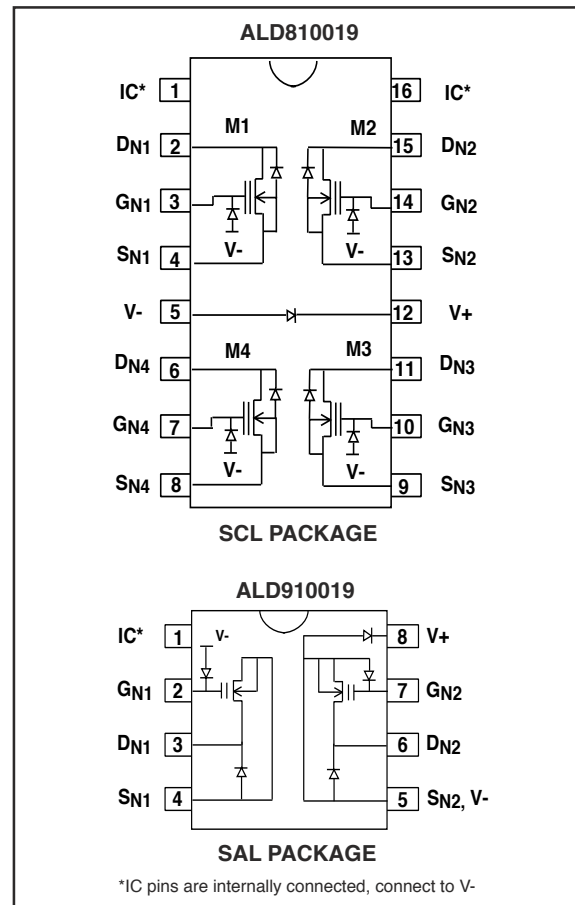 ALD810019
IC* 1 16 IC*
M1 M2
DN1 2 15 DN2
GN1 3 14 GN2
V- V-
SN1 4 13 SN2
V- 5 12 V+
M4 M3
DN4 6 11 DN3
GN4 7 10 GN3
V- V-
SN4 8 9 SN3
SCL PACKAGE
ALD910019
IC* 1 V- 8 V+
GN1 2 7 GN2
DN1 3 6 DN2
SN1 4 5 SN2, V-
SAL PACKAGE
*IC pins are internally connected, connect to V-